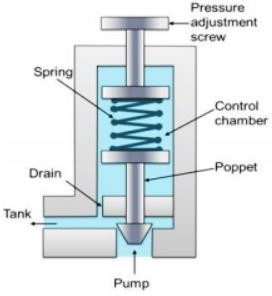 Pressure
adjustment
screw
Spring
Control
chamber
Poppet
Drain
Tank
Pump